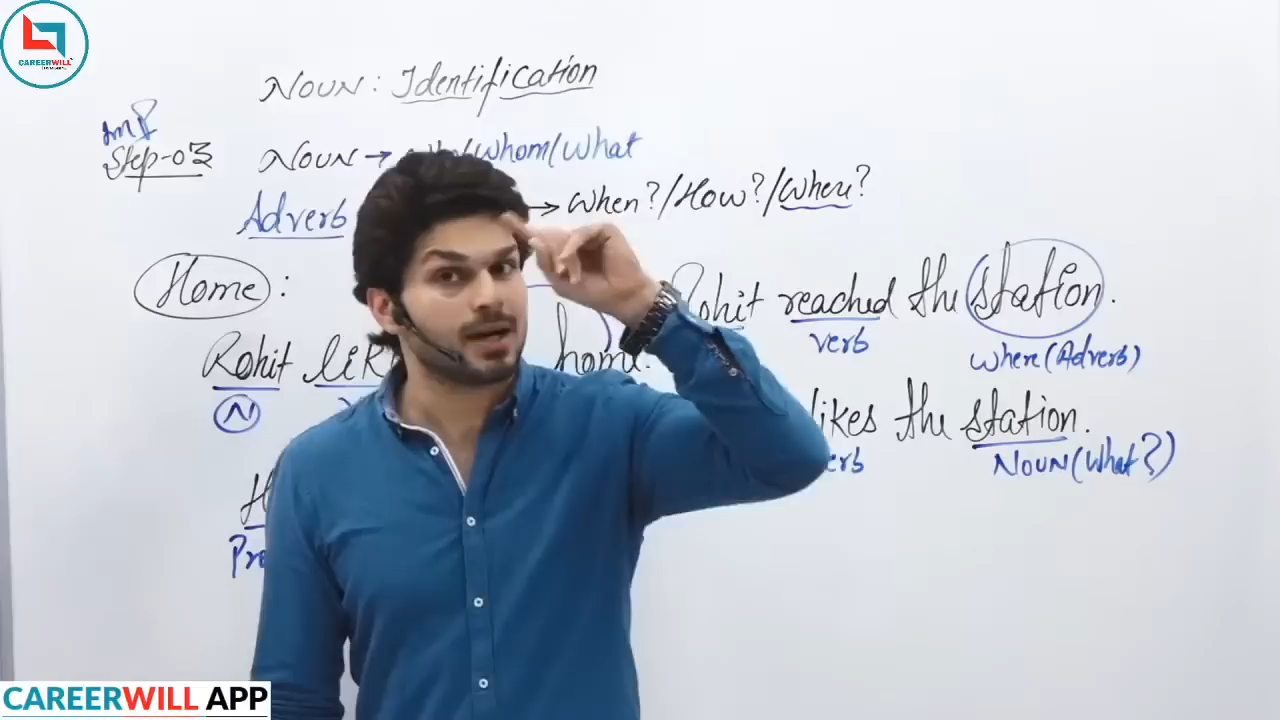 CAREERWILL
Noun : Identification
Imp
Step-03
Noun → Who/Whom/What
Adverb → When?/How?/Where?
Home :
Rohit reached the station.
verb
where (Adverb)
Rohit home.
N
likes the station.
Noun (What?)
CAREERWILL APP